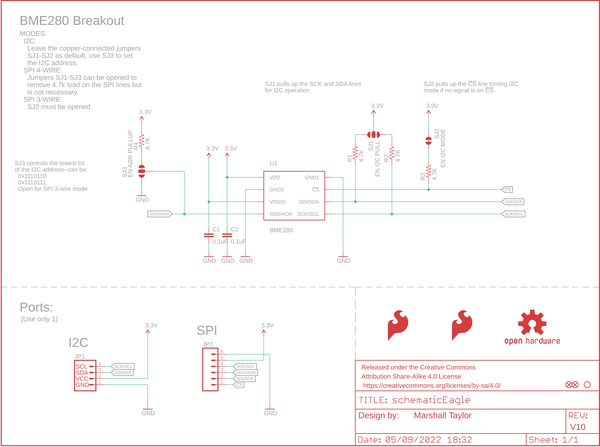 BME280 Breakout
MODES:
I2C:
Leave the copper-connected jumpers
SJ1-SJ2 as default, use SJ3 to set
the I2C address.
SPI 4-WIRE:
Jumpers SJ1-SJ3 can be opened to
remove 4.7k load on the SPI lines but
is not necessary.
SPI 3-WIRE:
SJ3 must be opened.
SJ1 pulls up the SCK and SDA lines
for I2C operation
SJ2 pulls up the CS line forcing I2C
mode if no signal is on CS.
3.3V
R4
4.7K
SJ3
EN ADR PULLUP
GND
SJ3 controls the lowest bit
of the I2C address--can be:
0x1110110
0x1110111
Open for SPI 3-wire mode
SDO/ADR
3.3V
3.3V
U1
VDD
GND2
VDDIO
SDO/ADR
GND1
CS
SDI/SDA
SCK/SCL
BME280
C1
0.1uF
C2
0.1uF
GND
GND
GND
GND
3.3V
SJ1
EN I2C PULL
R1
4.7K
R2
4.7K
3.3V
SJ2
EN I2C MODE
R3
4.7K
CS
SDI/SDA
SCK/SCL
Ports:
(Use only 1)
I2C
JP1
SCL
SDA
VCC
GND
SCK/SCL
SDI/SDA
3.3V
GND
SPI
JP2
SCK/SCL
SDO/ADR
SDI/SDA
CS
3.3V
GND
open hardware
Released under the Creative Commons
Attribution Share-Alike 4.0 License
https://creativecommons.org/licenses/by-sa/4.0/
TITLE: schematicEagle
Design by: Marshall Taylor
REV:
V10
Date: 05/09/2022 18:32
Sheet: 1/1